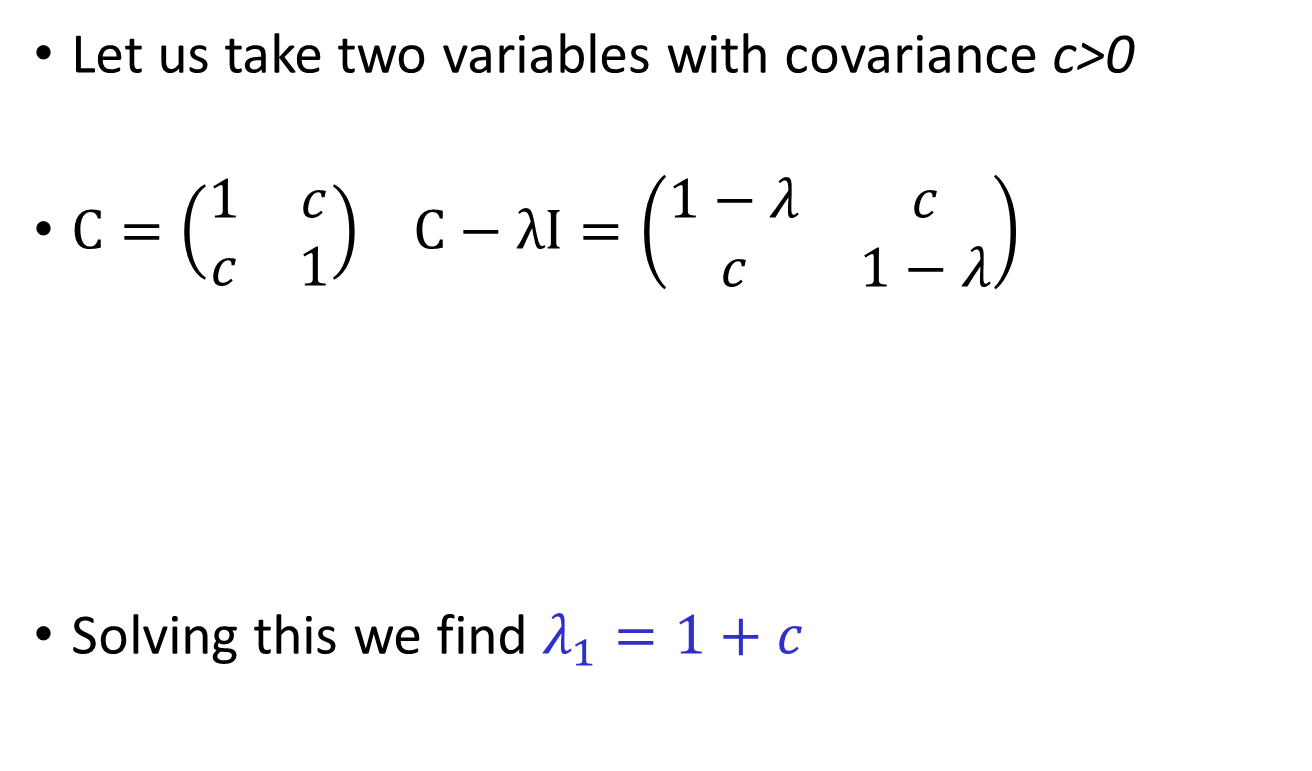 • Let us take two variables with covariance c>0
• C = (1 c; c 1) C − λI = (1 − λ c; c 1 − λ)
• Solving this we find λ₁ = 1 + c